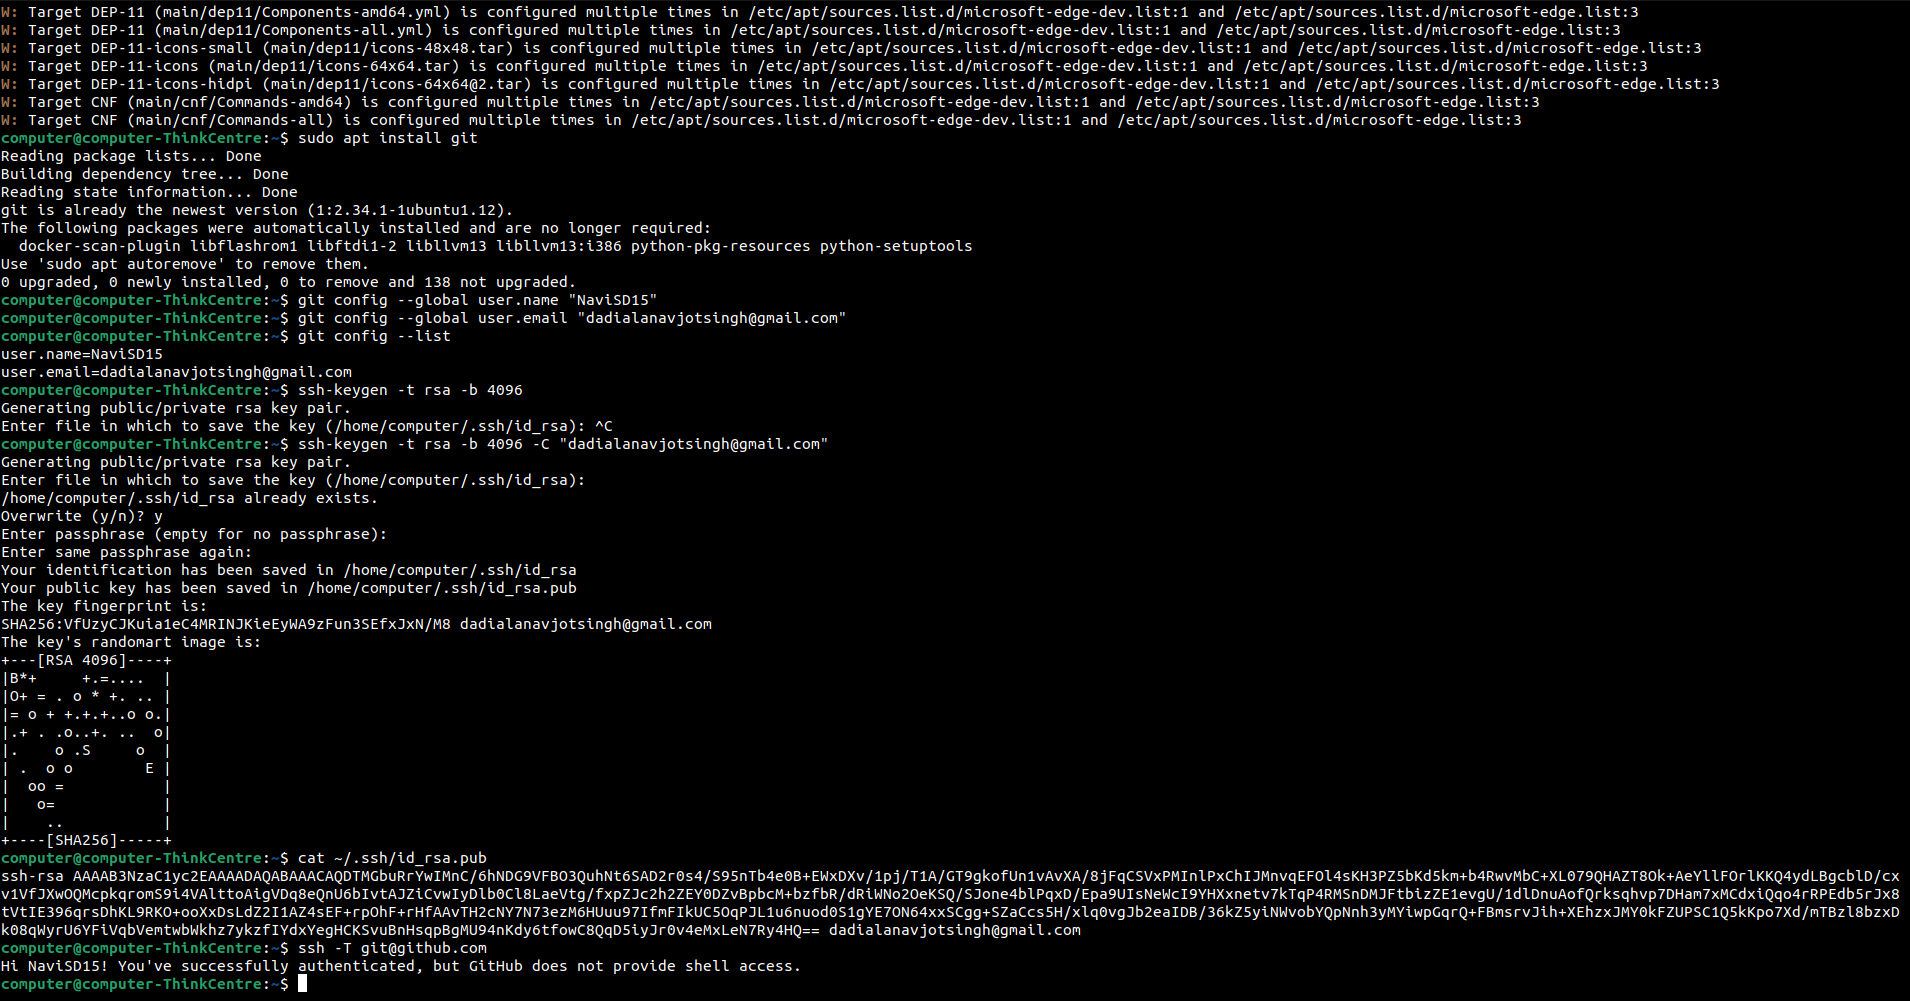 W: Target DEP-11 (main/dep11/Components-amd64.yml) is configured multiple times in /etc/apt/sources.list.d/microsoft-edge-dev.list:1 and /etc/apt/sources.list.d/microsoft-edge.list:3
W: Target DEP-11 (main/dep11/Components-all.yml) is configured multiple times in /etc/apt/sources.list.d/microsoft-edge-dev.list:1 and /etc/apt/sources.list.d/microsoft-edge.list:3
W: Target DEP-11-icons-small (main/dep11/icons-48x48.tar) is configured multiple times in /etc/apt/sources.list.d/microsoft-edge-dev.list:1 and /etc/apt/sources.list.d/microsoft-edge.list:3
W: Target DEP-11-icons (main/dep11/icons-64x64.tar) is configured multiple times in /etc/apt/sources.list.d/microsoft-edge-dev.list:1 and /etc/apt/sources.list.d/microsoft-edge.list:3
W: Target DEP-11-icons-hidpi (main/dep11/icons-64x64@2.tar) is configured multiple times in /etc/apt/sources.list.d/microsoft-edge-dev.list:1 and /etc/apt/sources.list.d/microsoft-edge.list:3
W: Target CNF (main/cnf/Commands-amd64) is configured multiple times in /etc/apt/sources.list.d/microsoft-edge-dev.list:1 and /etc/apt/sources.list.d/microsoft-edge.list:3
W: Target CNF (main/cnf/Commands-all) is configured multiple times in /etc/apt/sources.list.d/microsoft-edge-dev.list:1 and /etc/apt/sources.list.d/microsoft-edge.list:3
computer@computer-ThinkCentre:~$ sudo apt install git
Reading package lists... Done
Building dependency tree... Done
Reading state information... Done
git is already the newest version (1:2.34.1-1ubuntu1.12).
The following packages were automatically installed and are no longer required:
  docker-scan-plugin libflashrom1 libftdi1-2 libllvm13 libllvm13:i386 python-pkg-resources python-setuptools
Use 'sudo apt autoremove' to remove them.
0 upgraded, 0 newly installed, 0 to remove and 138 not upgraded.
computer@computer-ThinkCentre:~$ git config --global user.name "NaviSD15"
computer@computer-ThinkCentre:~$ git config --global user.email "dadialanavjotsingh@gmail.com"
computer@computer-ThinkCentre:~$ git config --list
user.name=NaviSD15
user.email=dadialanavjotsingh@gmail.com
computer@computer-ThinkCentre:~$ ssh-keygen -t rsa -b 4096
Generating public/private rsa key pair.
Enter file in which to save the key (/home/computer/.ssh/id_rsa): ^C
computer@computer-ThinkCentre:~$ ssh-keygen -t rsa -b 4096 -C "dadialanavjotsingh@gmail.com"
Generating public/private rsa key pair.
Enter file in which to save the key (/home/computer/.ssh/id_rsa):
/home/computer/.ssh/id_rsa already exists.
Overwrite (y/n)? y
Enter passphrase (empty for no passphrase):
Enter same passphrase again:
Your identification has been saved in /home/computer/.ssh/id_rsa
Your public key has been saved in /home/computer/.ssh/id_rsa.pub
The key fingerprint is:
SHA256:VfUzyCJKuia1eC4MRINJKieEyWA9zFun3SEfxJxN/M8 dadialanavjotsingh@gmail.com
The key's randomart image is:
+---[RSA 4096]----+
|B*+     +.=....  |
|O+ = . o * +. .. |
|= o + +.+.+..o o.|
|.+ . .o..+. ..  o|
|.    o .S     o  |
| .  o o        E |
|  oo =           |
|   o=            |
|    ..           |
+----[SHA256]-----+
computer@computer-ThinkCentre:~$ cat ~/.ssh/id_rsa.pub
ssh-rsa AAAAB3NzaC1yc2EAAAADAQABAAACAQDTMGbuRrYwIMnC/6hNDG9VFBO3QuhNt6SAD2r0s4/S95nTb4e0B+EWxDXv/1pj/T1A/GT9gkofUn1vAvXA/8jFqCSVxPMInlPxChIJMnvqEFOl4sKH3PZ5bKd5km+b4RwvMbC+XL079QHAZT8Ok+AeYllFOrlKKQ4ydLBgcblD/cx
v1VfJXwOQMcpkqromS9i4VAlttoAigVDq8eQnU6bIvtAJZiCvwIyDlb0Cl8LaeVtg/fxpZJc2h2ZEY0DZvBpbcM+bzfbR/dRiWNo2OeKSQ/SJone4blPqxD/Epa9UIsNeWcI9YHXxnetv7kTqP4RMSnDMJFtbizZE1evgU/1dlDnuAofQrksqhvp7DHam7xMCdxiQqo4rRPEdb5rJx8
tVtIE396qrsDhKL9RKO+ooXxDsLdZ2I1AZ4sEF+rpOhF+rHfAAvTH2cNY7N73ezM6HUuu97IfmFIkUC5OqPJL1u6nuod0S1gYE7ON64xxSCgg+SZaCcs5H/xlq0vgJb2eaIDB/36kZ5yiNWvobYQpNnh3yMYiwpGqrQ+FBmsrvJih+XEhzxJMY0kFZUPSC1Q5kKpo7Xd/mTBzl8bzxD
k08qWyrU6YFiVqbVemtwbWkhz7ykzfIYdxYegHCKSvuBnHsqpBgMU94nKdy6tfowC8QqD5iyJr0v4eMxLeN7Ry4HQ== dadialanavjotsingh@gmail.com
computer@computer-ThinkCentre:~$ ssh -T git@github.com
Hi NaviSD15! You've successfully authenticated, but GitHub does not provide shell access.
computer@computer-ThinkCentre:~$